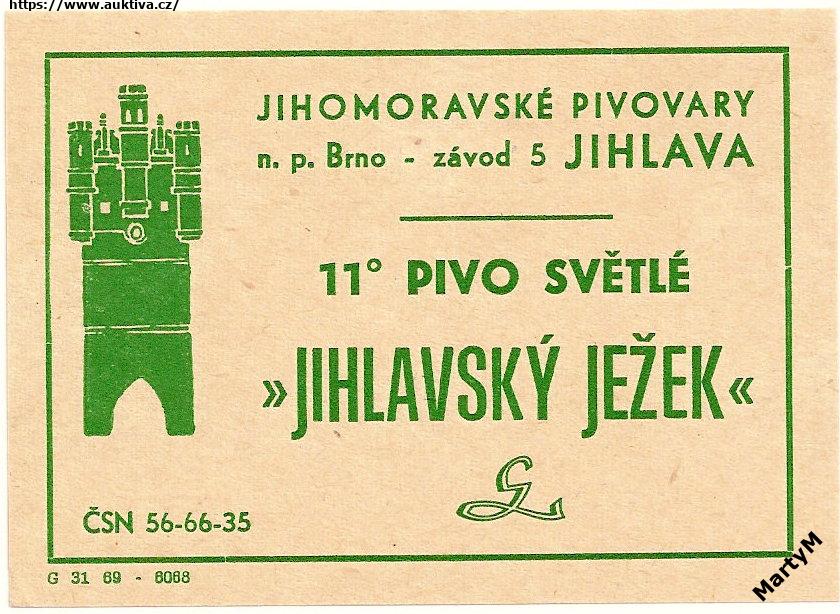 https://www.auktiva.cz/
JIHOMORAVSKÉ PIVOVARY
n. p. Brno - závod 5 JIHLAVA
11° PIVO SVĚTLÉ
»JIHLAVSKÝ JEŽEK«
ČSN 56-66-35
G 31 69 - 8068
MartyM